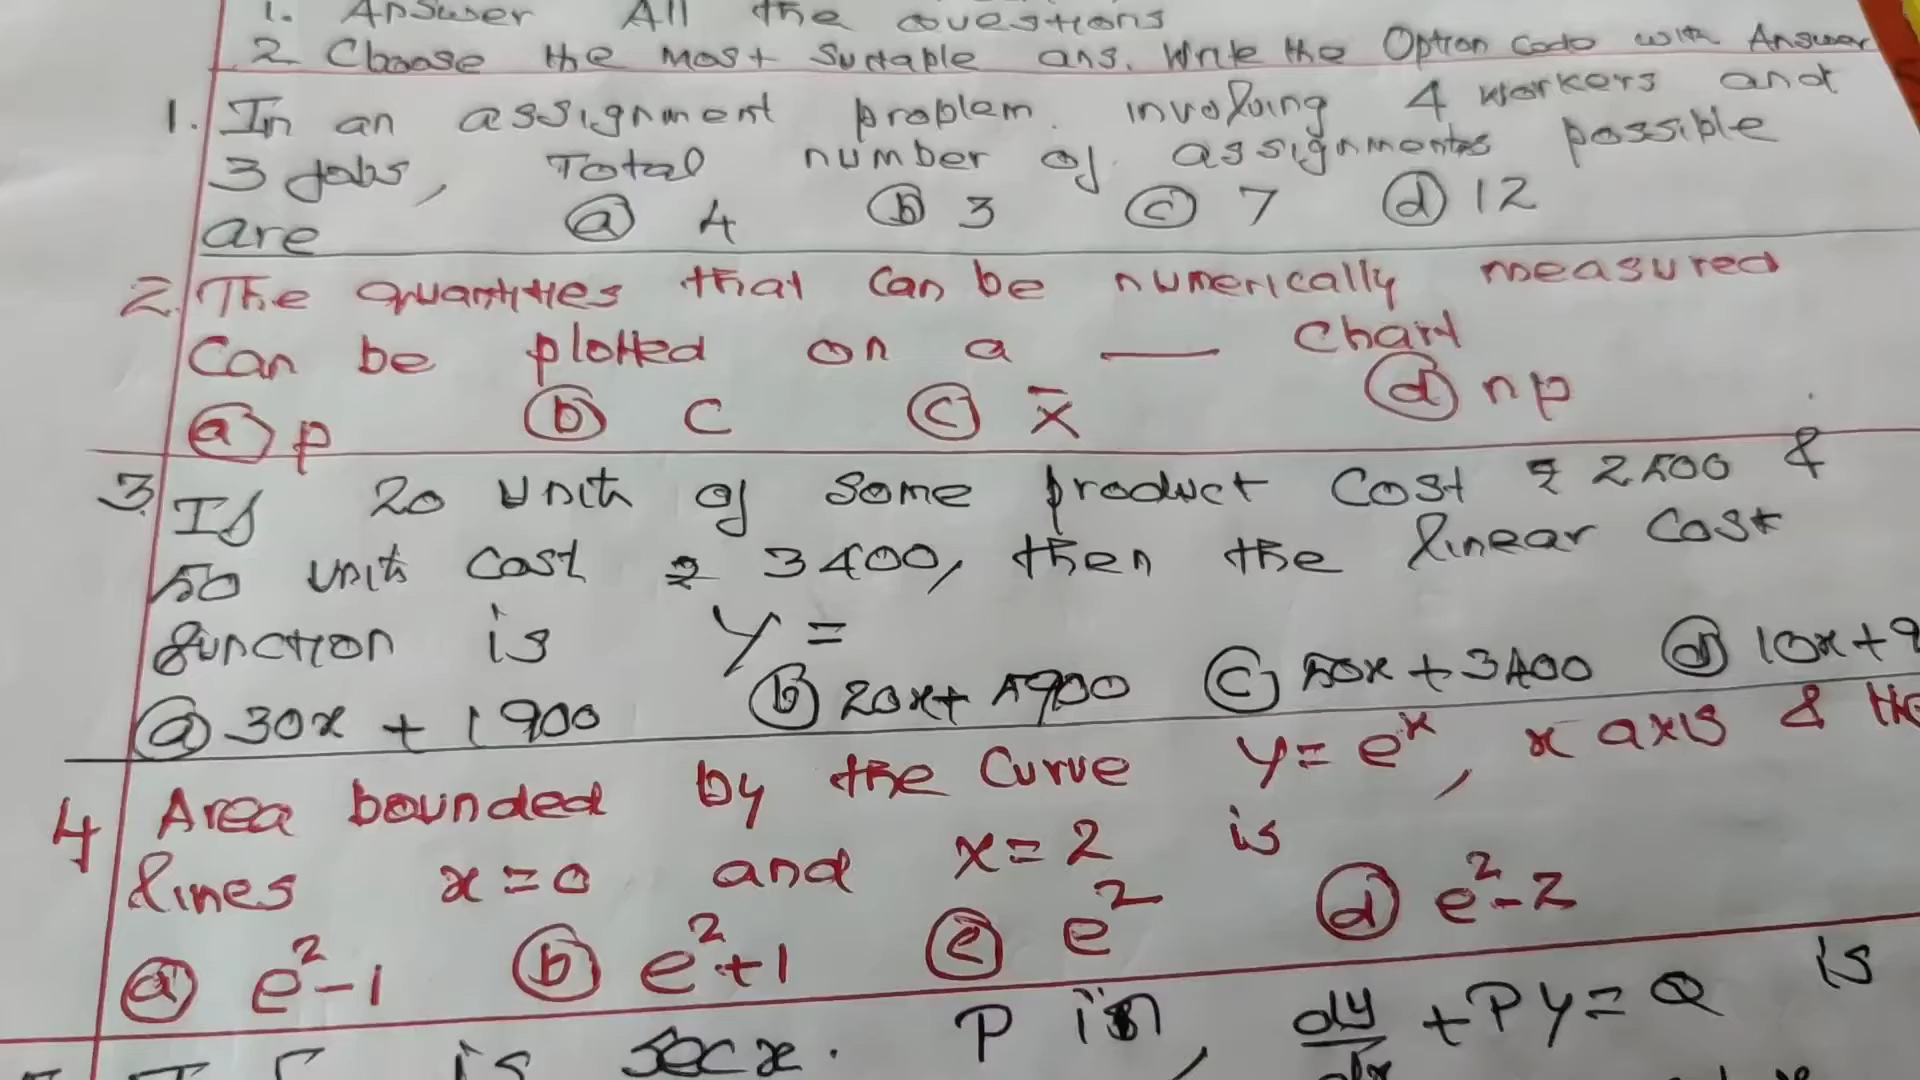 1. Answer All the Questions
2 Choose the most Suitable ans. Write the Option Code with Answer
1. In an assignment problem involving 4 workers and
3 jobs, Total number of assignments possible
are ⓐ 4 ⓑ 3 ⓒ 7 ⓓ 12
2. The quantities that can be numerically measured
Can be plotted on a ___ Chart
ⓐ p ⓑ C ⓒ x̄ ⓓ np
3. If 20 units of some product Cost ₹ 2500 &
50 units cost ₹ 3400, then the linear Cost
function is y =
ⓐ 30x + 1900 ⓑ 20x + 5900 ⓒ 50x + 3400 ⓓ 10x + 9
4 Area bounded by the Curve y = eˣ, x axis & the
lines x = 0 and x = 2 is
ⓐ e² - 1 ⓑ e² + 1 ⓒ e² ⓓ e² - 2
is sec x. P in, dy/dx + Py = Q is